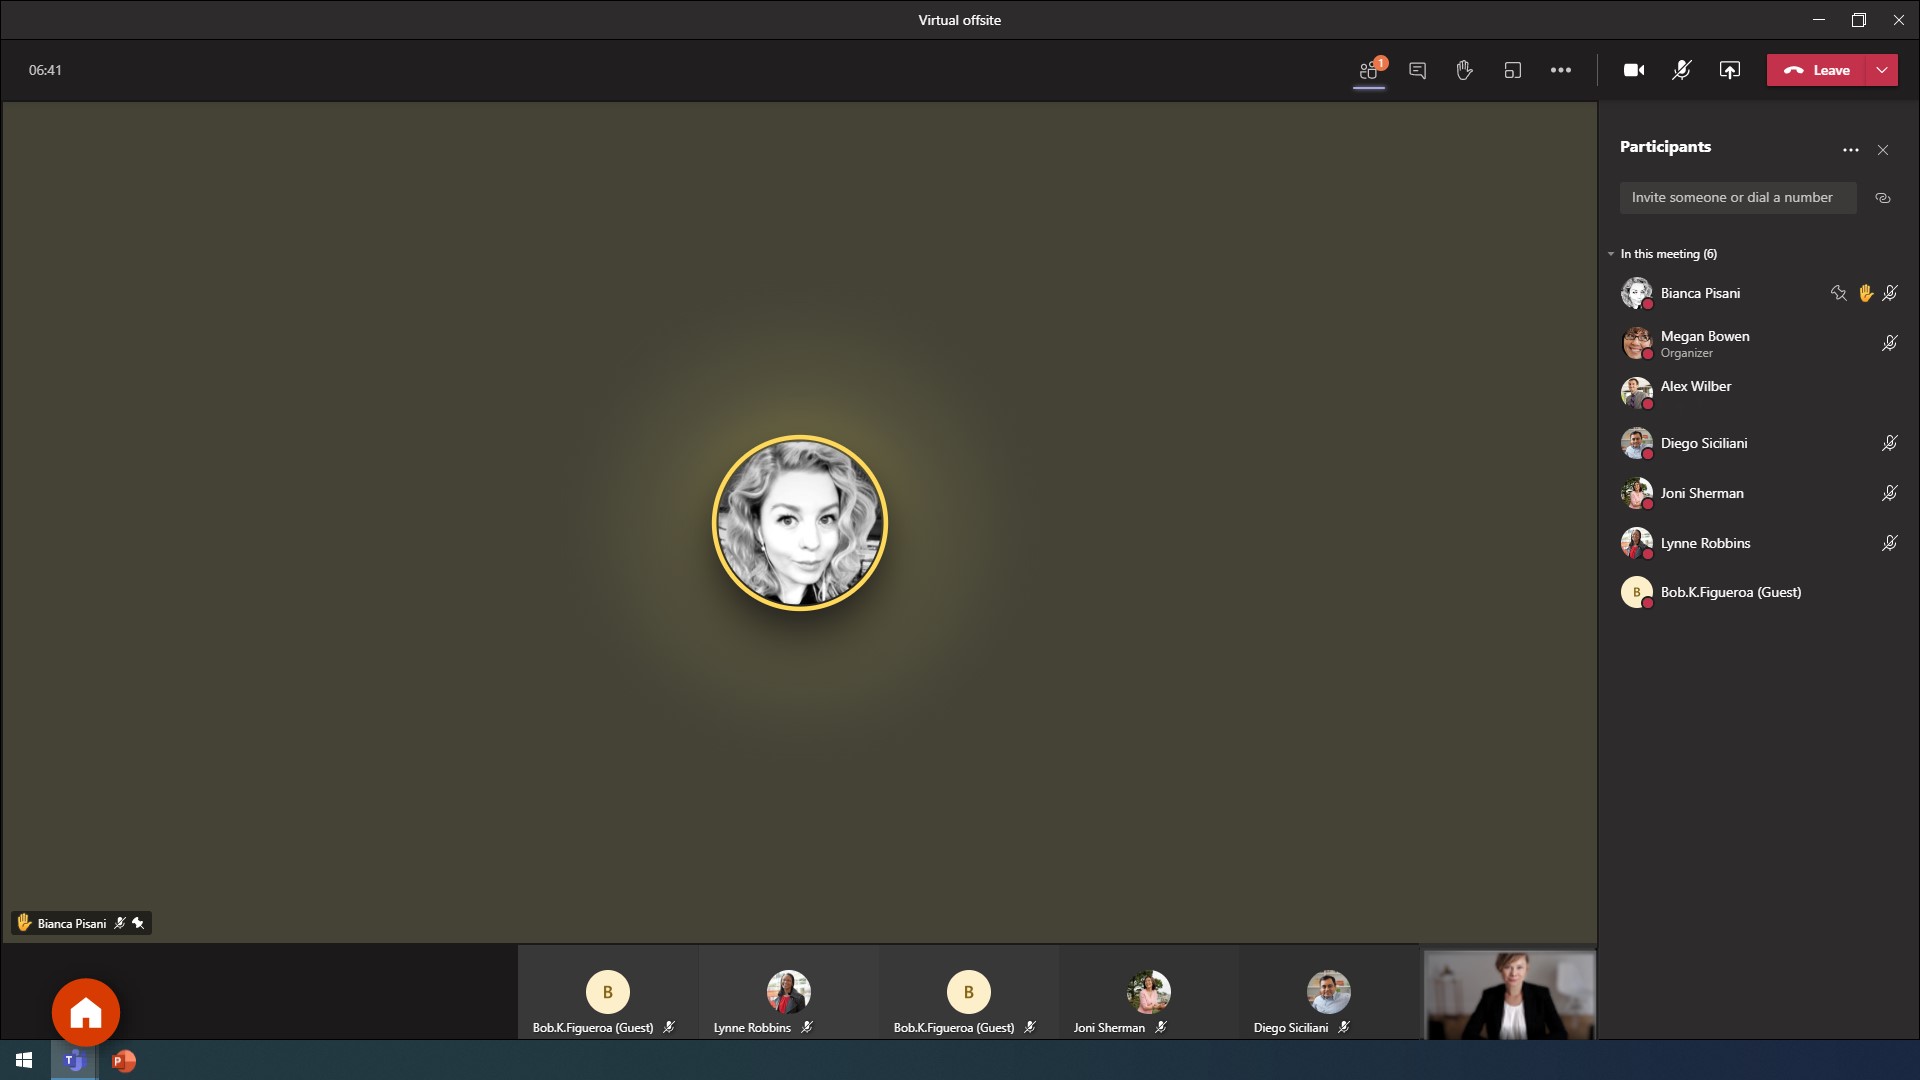 Virtual offsite
06:41
1
Leave
Participants
Invite someone or dial a number
In this meeting (6)
Bianca Pisani
Megan Bowen
Organizer
Alex Wilber
Diego Siciliani
Joni Sherman
Lynne Robbins
B
Bob.K.Figueroa (Guest)
Bianca Pisani
B
Bob.K.Figueroa (Guest)
Lynne Robbins
B
Bob.K.Figueroa (Guest)
Joni Sherman
Diego Siciliani
T
P